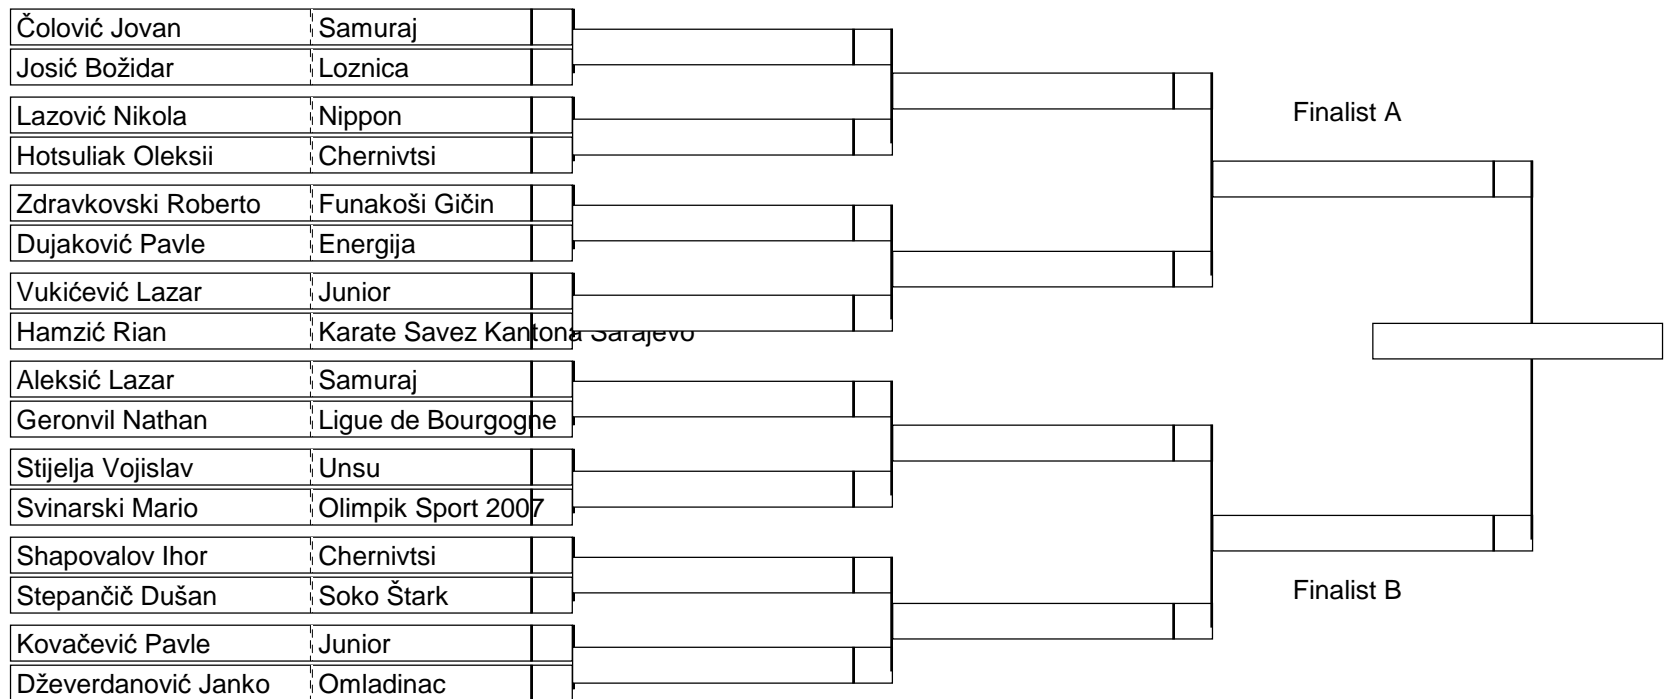 Čolović Jovan Samuraj
Josić Božidar Loznica
Lazović Nikola Nippon
Finalist A
Hotsuliak Oleksii Chernivtsi
Zdravkovski Roberto Funakoši Gičin
Dujaković Pavle Energija
Vukićević Lazar Junior
Hamzić Rian Karate Savez Kantona Sarajevo
Aleksić Lazar Samuraj
Geronvil Nathan Ligue de Bourgogne
Stijelja Vojislav Unsu
Svinarski Mario Olimpik Sport 2007
Shapovalov Ihor Chernivtsi
Stepančič Dušan Soko Štark
Finalist B
Kovačević Pavle Junior
Dževerdanović Janko Omladinac